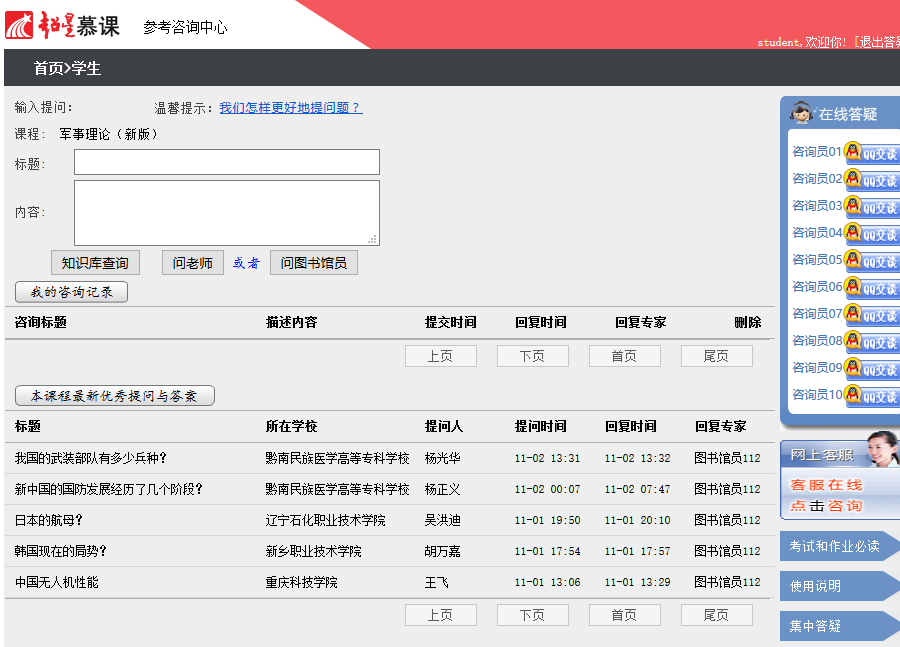 超星慕课 参考咨询中心
student,欢迎你! [退出答疑
首页>学生
输入提问: 温馨提示: 我们怎样更好地提问题？
课程: 军事理论（新版）
标题:
内容:
知识库查询 问老师 或者 问图书馆员
我的咨询记录
咨询标题 描述内容 提交时间 回复时间 回复专家 删除
上页 下页 首页 尾页
本课程最新优秀提问与答案
标题 所在学校 提问人 提问时间 回复时间 回复专家
我国的武装部队有多少兵种? 黔南民族医学高等专科学校 杨光华 11-02 13:31 11-02 13:32 图书馆员112
新中国的国防发展经历了几个阶段? 黔南民族医学高等专科学校 杨正义 11-02 00:07 11-02 07:47 图书馆员112
日本的航母? 辽宁石化职业技术学院 吴洪迪 11-01 19:50 11-01 20:10 图书馆员112
韩国现在的局势? 新乡职业技术学院 胡万嘉 11-01 17:54 11-01 17:57 图书馆员112
中国无人机性能 重庆科技学院 王飞 11-01 13:06 11-01 13:29 图书馆员112
上页 下页 首页 尾页
在线答疑
咨询员01 QQ交谈
咨询员02 QQ交谈
咨询员03 QQ交谈
咨询员04 QQ交谈
咨询员05 QQ交谈
咨询员06 QQ交谈
咨询员07 QQ交谈
咨询员08 QQ交谈
咨询员09 QQ交谈
咨询员10 QQ交谈
网上客服
客服在线
点击咨询
考试和作业必读
使用说明
集中答疑